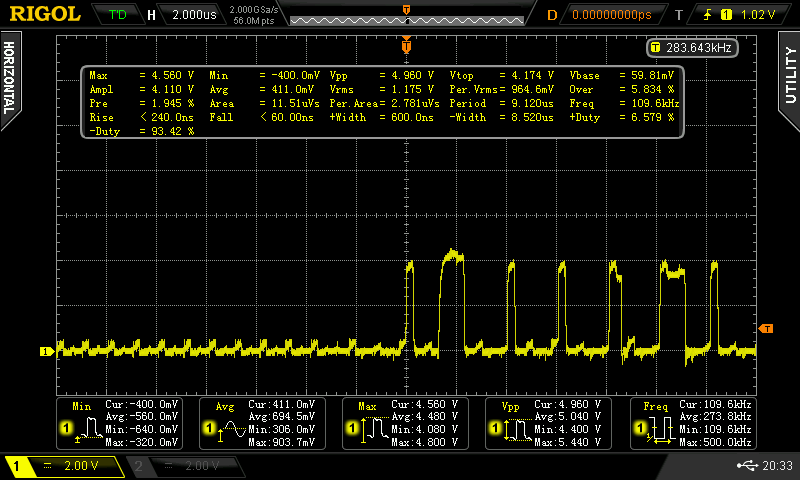 RIGOL T'D H 2.000us 2.000GSa/s 56.0M pts D 0.00000000ps T 1 1.02 V
HORIZONTAL
UTILITY
T
T 283.643kHz
Max = 4.560 V Min = -400.0mV Vpp = 4.960 V Vtop = 4.174 V Vbase = 59.81mV
Ampl = 4.110 V Avg = 411.0mV Vrms = 1.175 V Per.Vrms= 964.6mV Over = 5.834 %
Pre = 1.945 % Area = 11.51uVs Per.Area= 2.781uVs Period = 9.120us Freq = 109.6kHz
Rise < 240.0ns Fall < 60.00ns +Width = 600.0ns -Width = 8.520us +Duty = 6.579 %
-Duty = 93.42 %
T
1
T
1 Min Cur:-400.0mV
Avg:-560.0mV
Min:-640.0mV
Max:-320.0mV
1 Avg Cur:411.0mV
Avg:694.5mV
Min:306.0mV
Max:903.7mV
1 Max Cur:4.560 V
Avg:4.480 V
Min:4.080 V
Max:4.800 V
1 Vpp Cur:4.960 V
Avg:5.040 V
Min:4.400 V
Max:5.440 V
1 Freq Cur:109.6kHz
Avg:273.8kHz
Min:109.6kHz
Max:500.0kHz
1 2.00 V 2 2.00 V 20:33